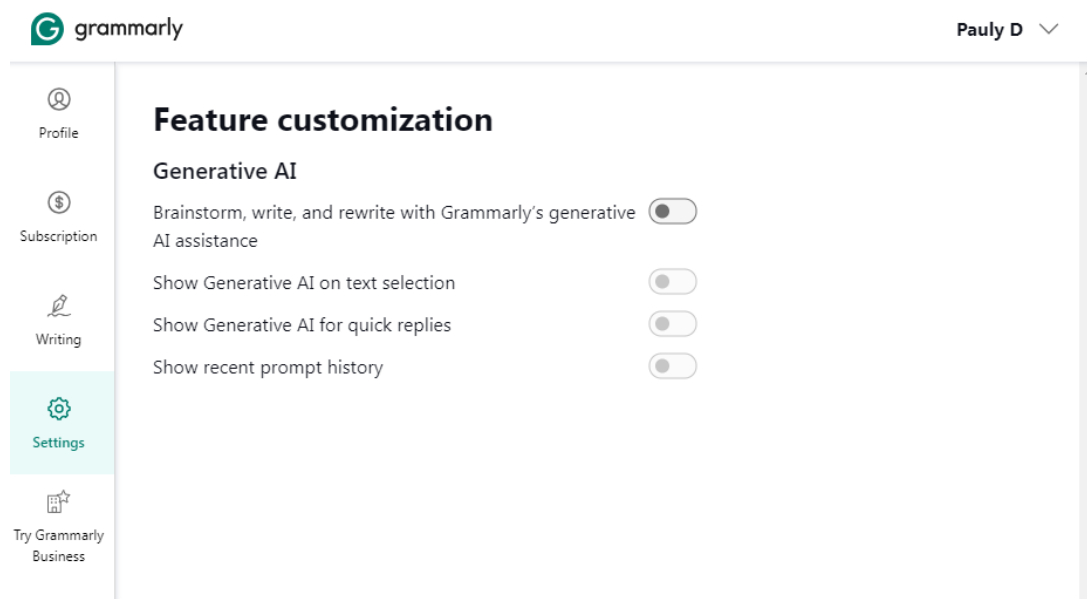 grammarly
Pauly D
Profile
Subscription
Writing
Settings
Try Grammarly
Business
Feature customization
Generative AI
Brainstorm, write, and rewrite with Grammarly's generative
AI assistance
Show Generative AI on text selection
Show Generative AI for quick replies
Show recent prompt history